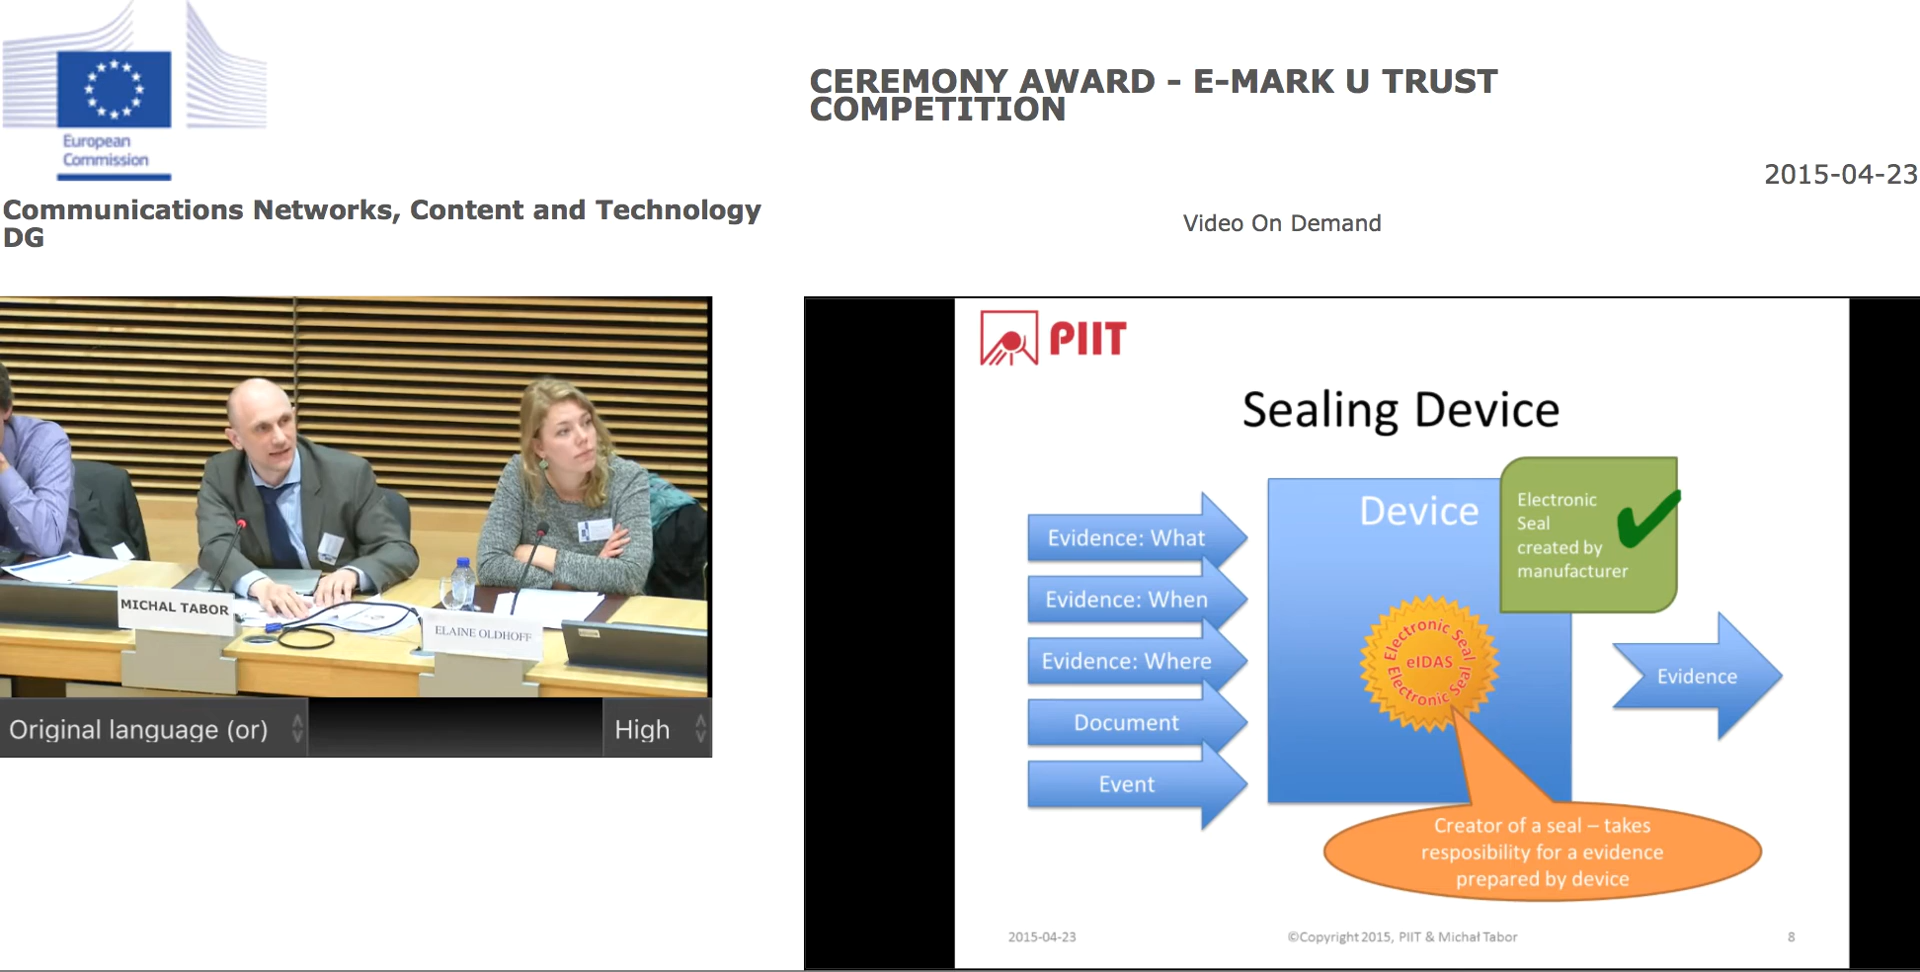 European
Commission
CEREMONY AWARD - E-MARK U TRUST
COMPETITION
2015-04-23
Communications Networks, Content and Technology
DG
Video On Demand
MICHAL TABOR
ELAINE OLDHOFF
Original language (or)
High
PIIT
Sealing Device
Evidence: What
Evidence: When
Evidence: Where
Document
Event
Device
Electronic
Seal
created by
manufacturer
Electronic Seal
eIDAS
Electronic Seal
Evidence
Creator of a seal – takes
resposibility for a evidence
prepared by device
2015-04-23
©Copyright 2015, PIIT & Michał Tabor
8